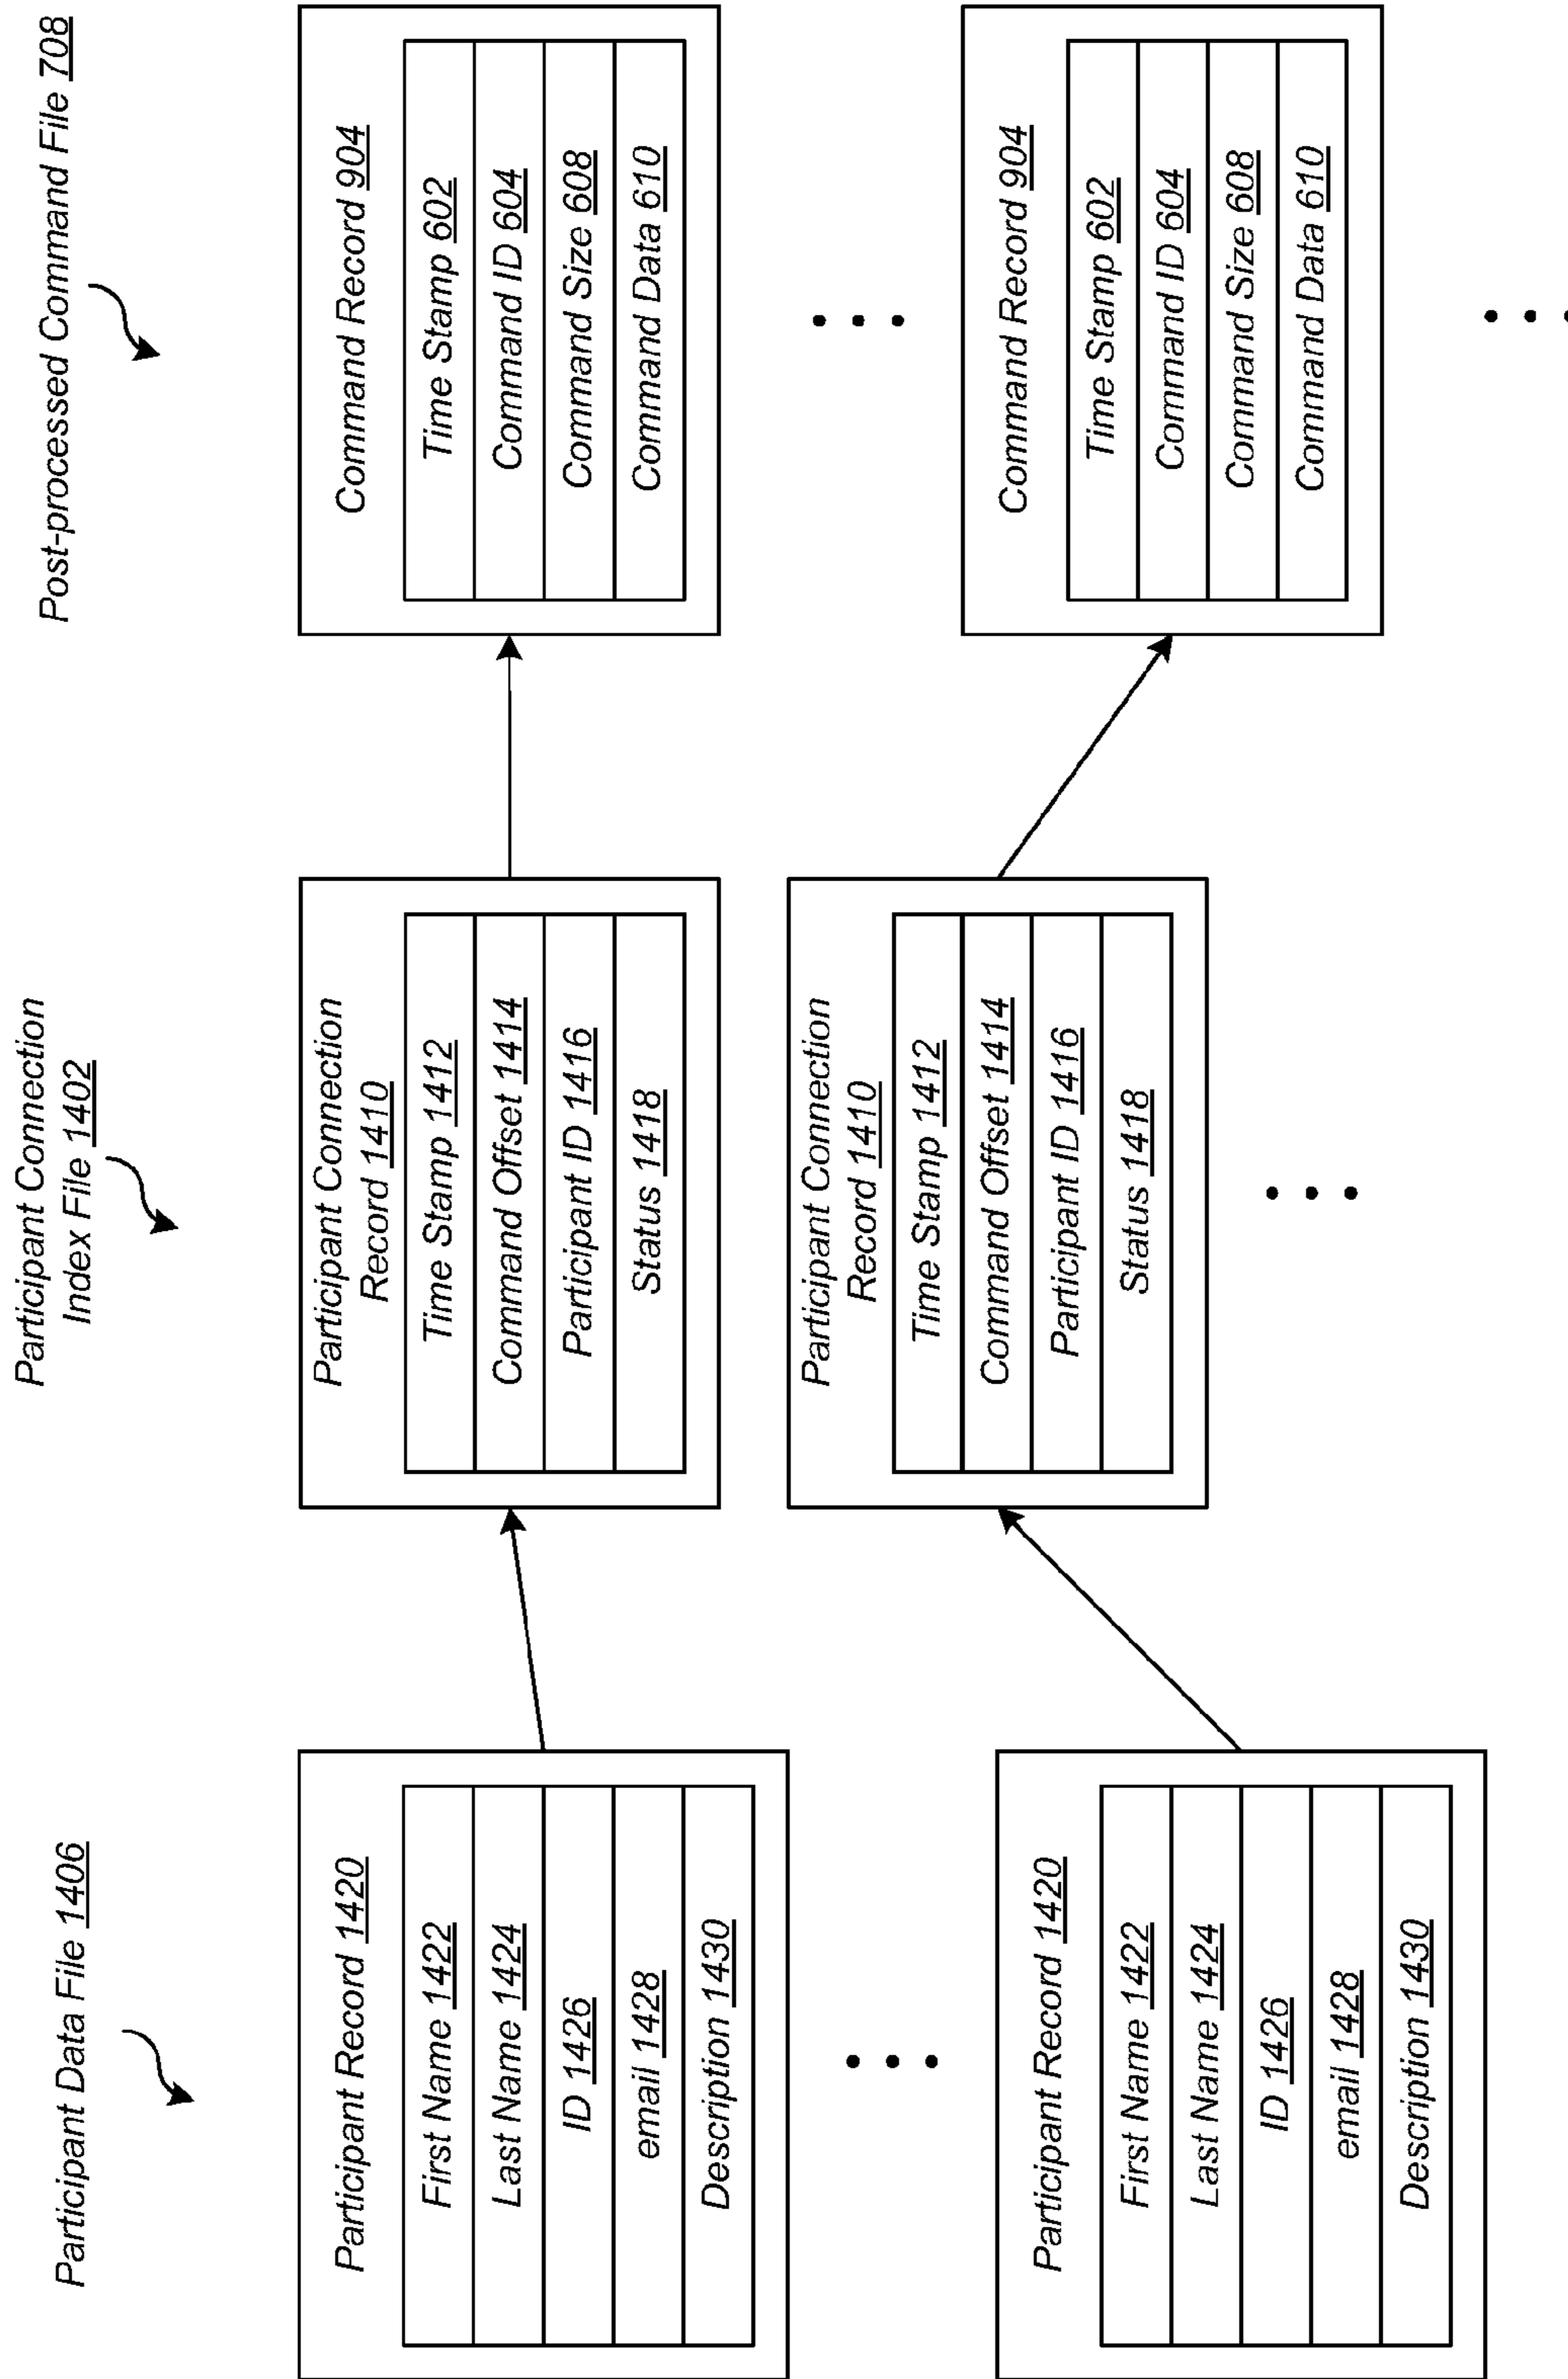 Participant Data File 1406
Participant Record 1420
First Name 1422
Last Name 1424
ID 1426
email 1428
Description 1430
Participant Record 1420
First Name 1422
Last Name 1424
ID 1426
email 1428
Description 1430
Participant Connection
Index File 1402
Participant Connection
Record 1410
Time Stamp 1412
Command Offset 1414
Participant ID 1416
Status 1418
Participant Connection
Record 1410
Time Stamp 1412
Command Offset 1414
Participant ID 1416
Status 1418
Post-processed Command File 708
Command Record 904
Time Stamp 602
Command ID 604
Command Size 608
Command Data 610
Command Record 904
Time Stamp 602
Command ID 604
Command Size 608
Command Data 610